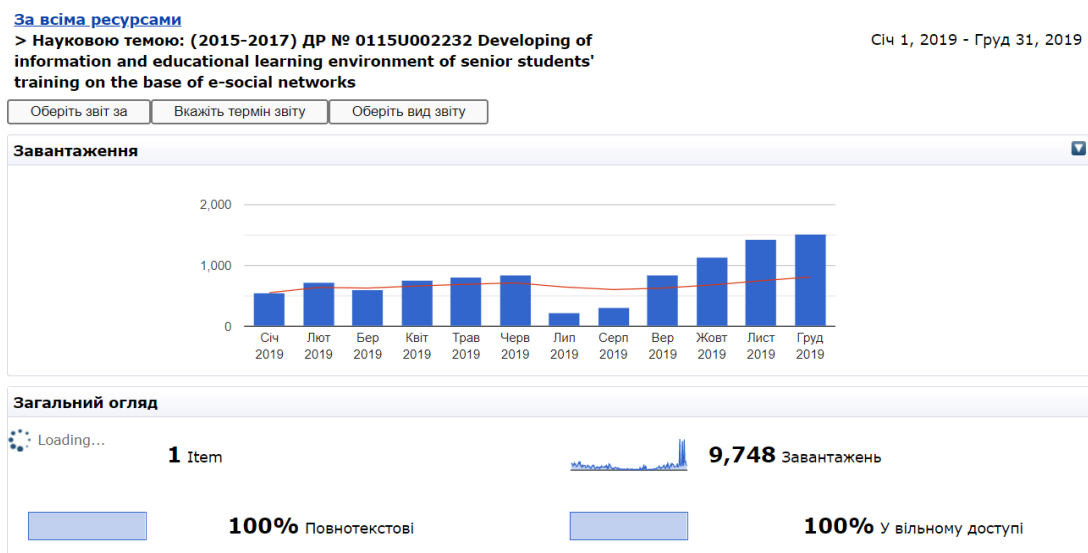 За всіма ресурсами
> Науковою темою: (2015-2017) ДР № 0115U002232 Developing of
information and educational learning environment of senior students'
training on the base of e-social networks
Січ 1, 2019 - Груд 31, 2019
Оберіть звіт за Вкажіть термін звіту Оберіть вид звіту
Завантаження
2,000
1,000
0
Січ Лют Бер Квіт Трав Черв Лип Серп Вер Жовт Лист Груд
2019 2019 2019 2019 2019 2019 2019 2019 2019 2019 2019 2019
Загальний огляд
Loading...
1 Item
9,748 Завантажень
100% Повнотекстові
100% У вільному доступі